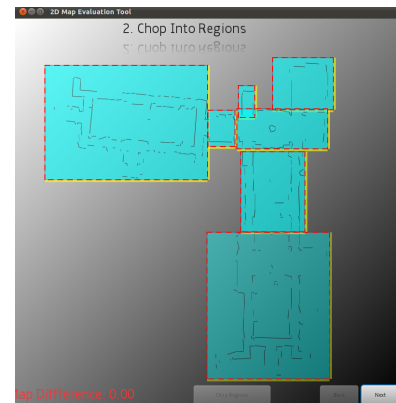 2D Map Evaluation Tool
2. Chop Into Regions
Map Difference: 0.00
Next